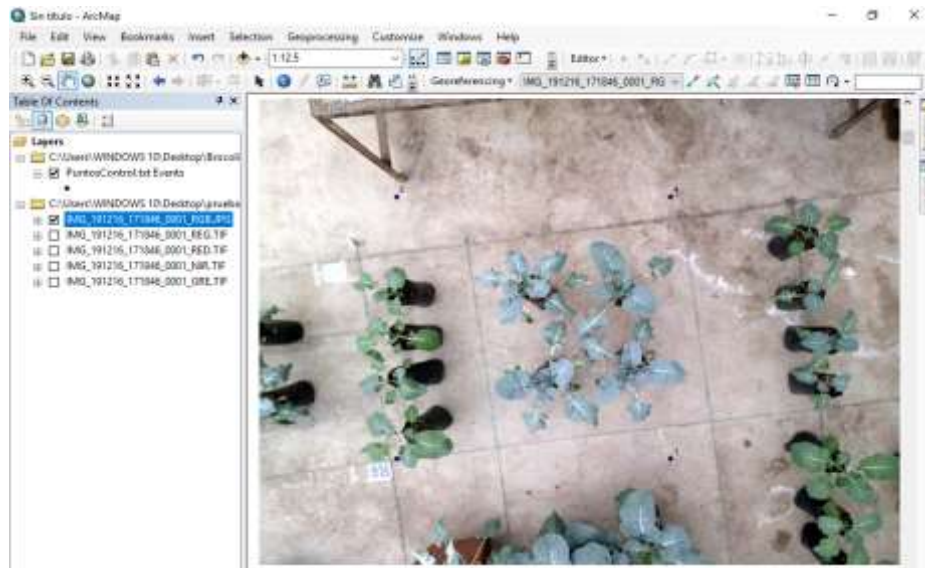 Sin título - ArcMap
File Edit View Bookmarks Insert Selection Geoprocessing Customize Windows Help
1:12.5 Editor
Georeferencing IMG_191216_171846_0001_RG
Table Of Contents
Layers
C:\Users\WINDOWS 10\Desktop\Brocoli
PuntosControl.txt Events
C:\Users\WINDOWS 10\Desktop\prueba
IMG_191216_171846_0001_RGB.JPG
IMG_191216_171846_0001_REG.TIF
IMG_191216_171846_0001_RED.TIF
IMG_191216_171846_0001_NIR.TIF
IMG_191216_171846_0001_GRE.TIF